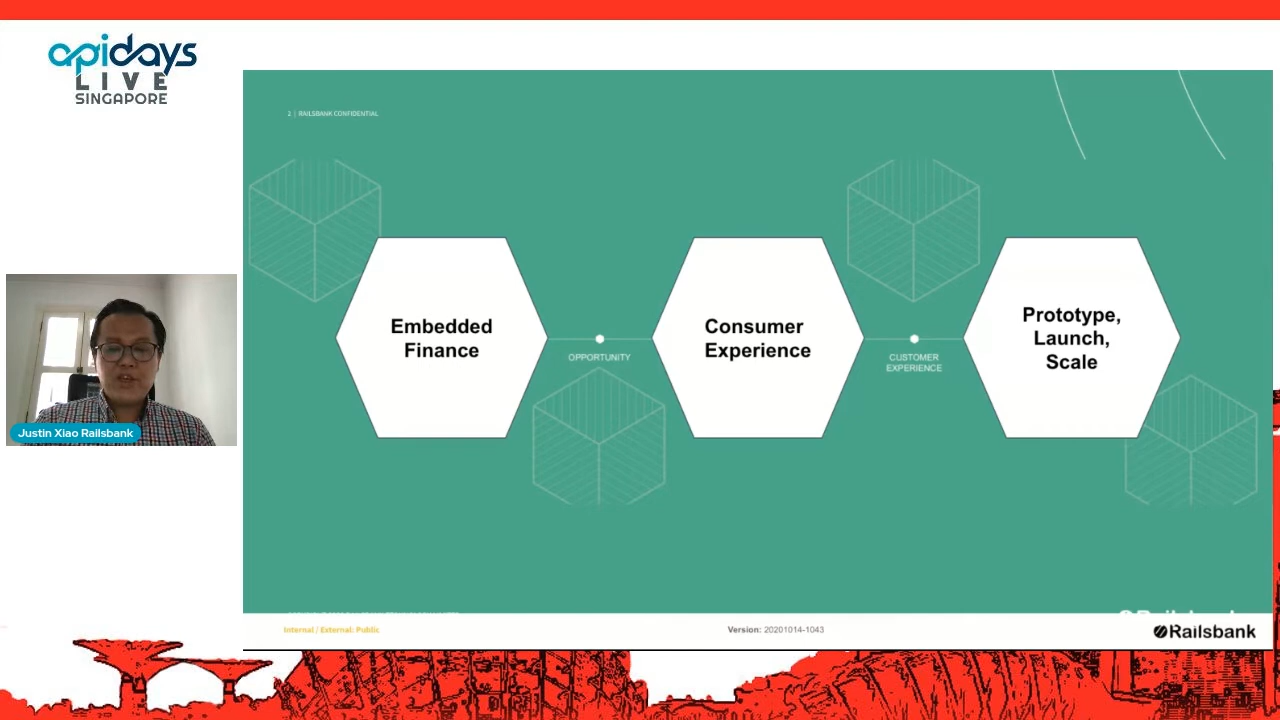 apidays
LIVE
SINGAPORE
2 | RAILSBANK CONFIDENTIAL
Embedded
Finance
OPPORTUNITY
Consumer
Experience
CUSTOMER
EXPERIENCE
Prototype,
Launch,
Scale
Justin Xiao Railsbank
Internal / External: Public
Version: 20201014-1043
Railsbank